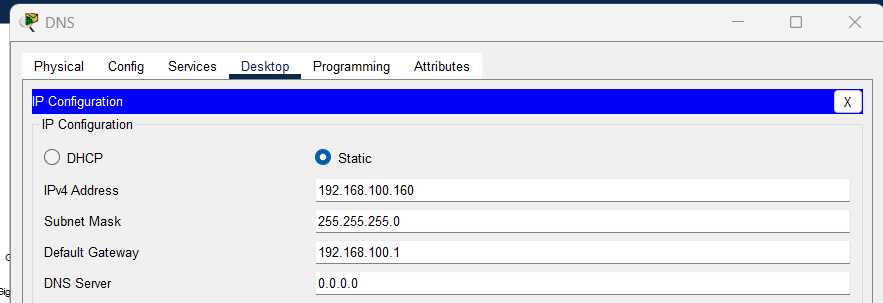 DNS
Physical Config Services Desktop Programming Attributes
IP Configuration X
IP Configuration
DHCP Static
IPv4 Address 192.168.100.160
Subnet Mask 255.255.255.0
Default Gateway 192.168.100.1
DNS Server 0.0.0.0